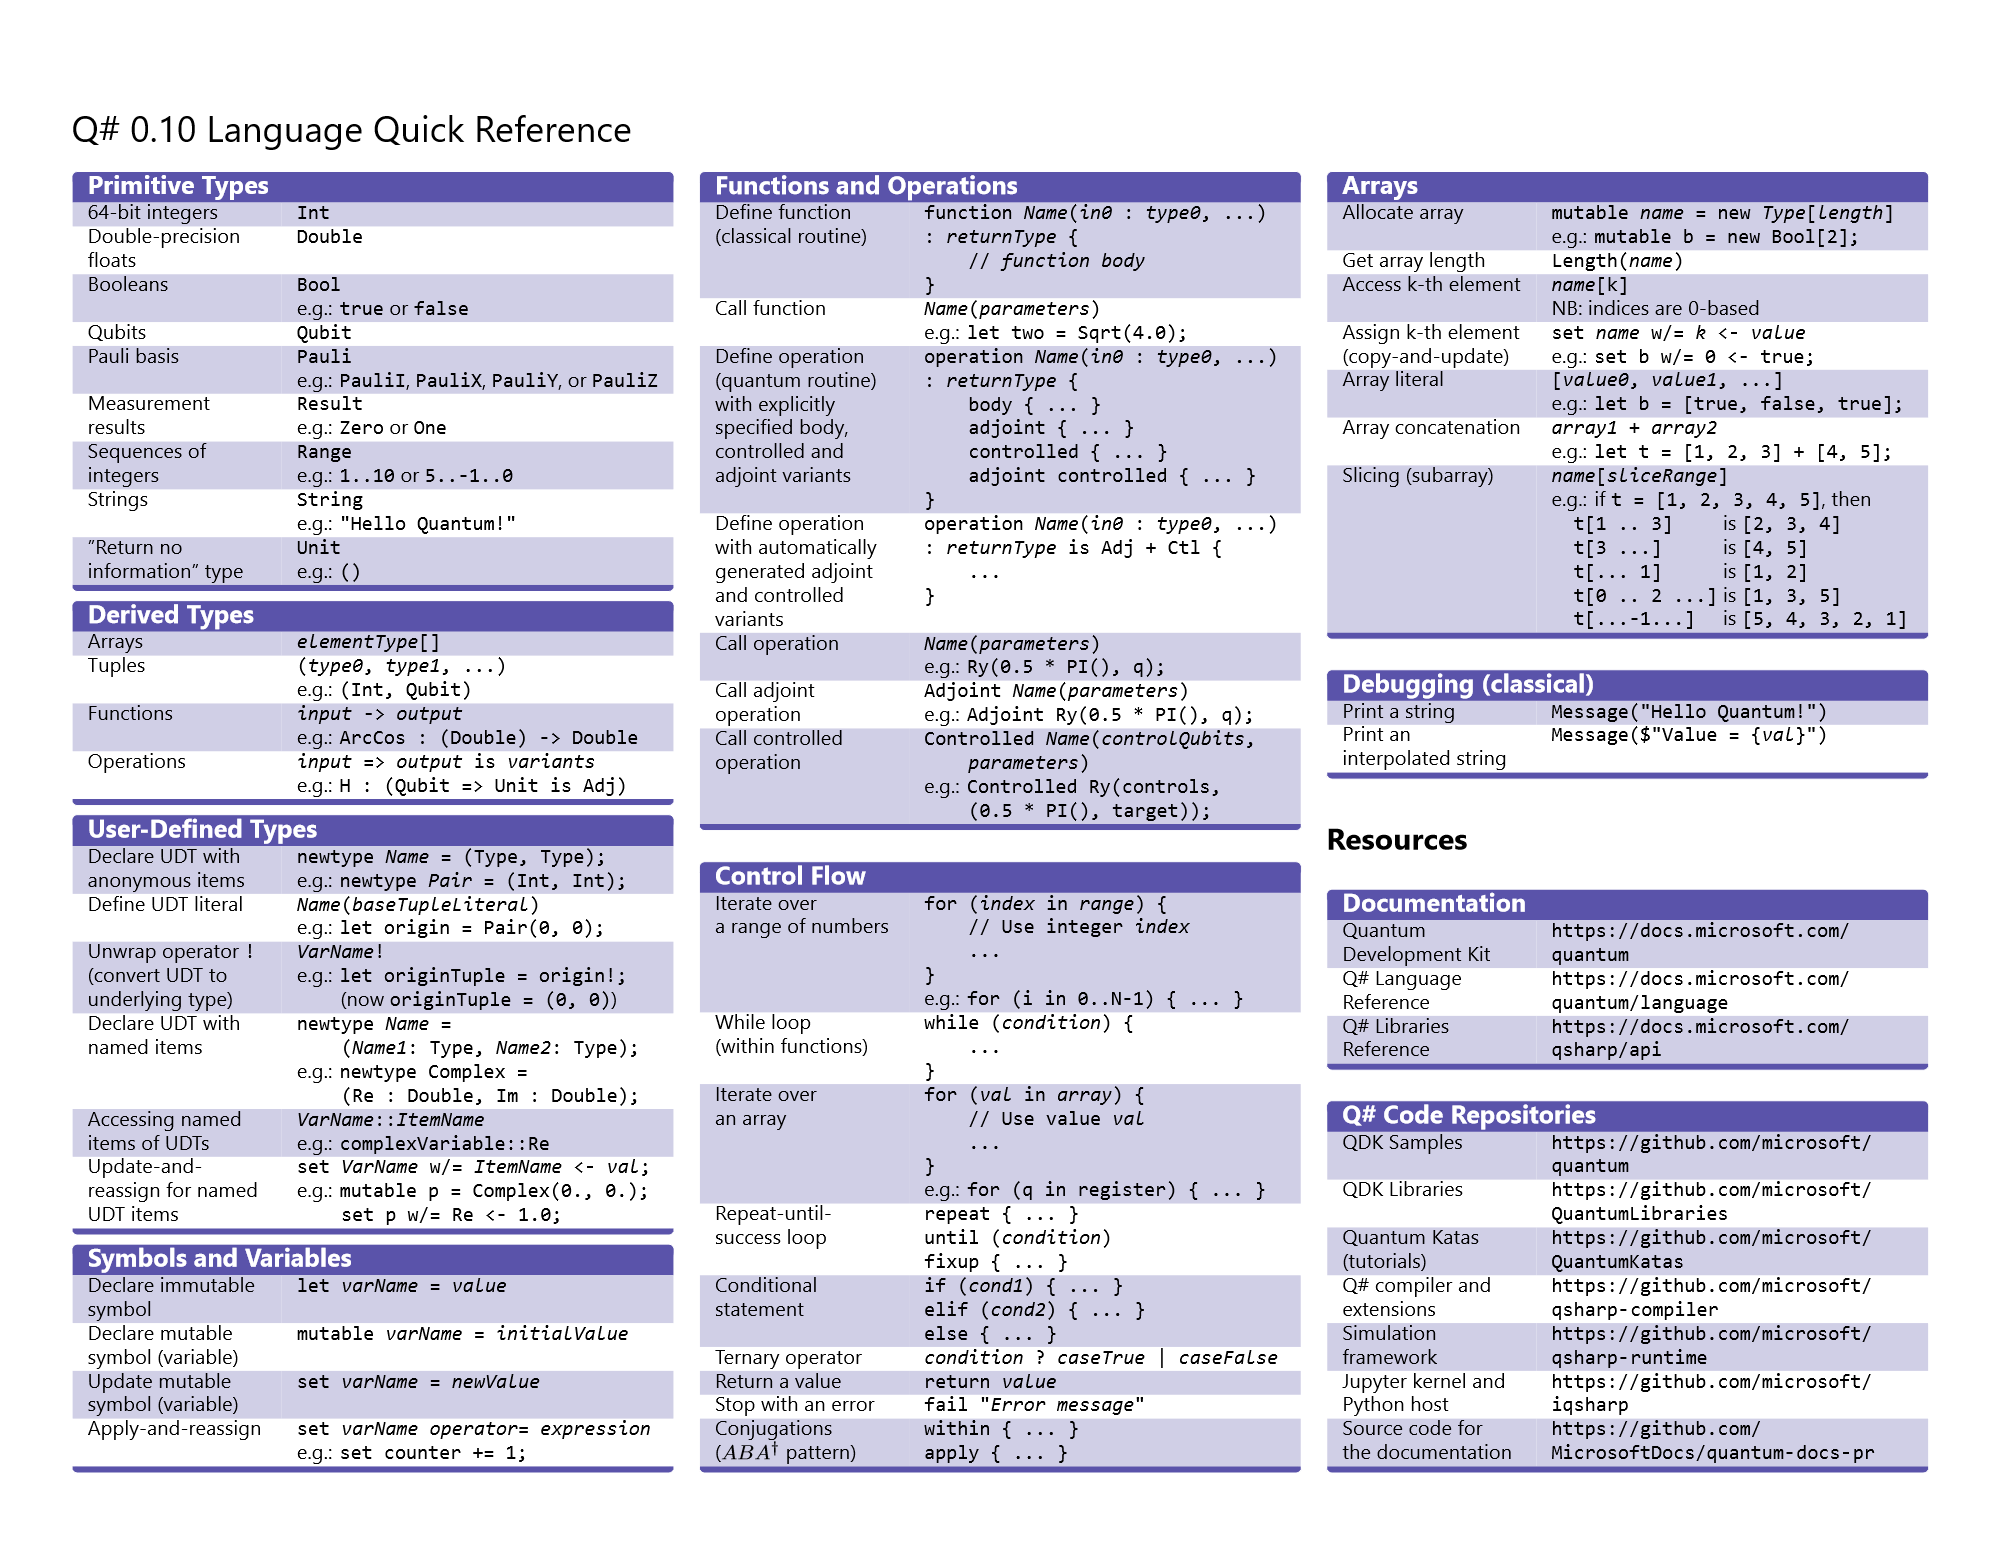 Q# 0.10 Language Quick Reference
Primitive Types
64-bit integers Int
Double-precision Double
floats
Booleans Bool
e.g.: true or false
Qubits Qubit
Pauli basis Pauli
e.g.: PauliI, PauliX, PauliY, or PauliZ
Measurement Result
results e.g.: Zero or One
Sequences of Range
integers e.g.: 1..10 or 5..-1..0
Strings String
e.g.: "Hello Quantum!"
”Return no Unit
information” type e.g.: ()
Derived Types
Arrays elementType[]
Tuples (type0, type1, ...)
e.g.: (Int, Qubit)
Functions input -> output
e.g.: ArcCos : (Double) -> Double
Operations input => output is variants
e.g.: H : (Qubit => Unit is Adj)
User-Defined Types
Declare UDT with newtype Name = (Type, Type);
anonymous items e.g.: newtype Pair = (Int, Int);
Define UDT literal Name(baseTupleLiteral)
e.g.: let origin = Pair(0, 0);
Unwrap operator ! VarName!
(convert UDT to e.g.: let originTuple = origin!;
underlying type) (now originTuple = (0, 0))
Declare UDT with newtype Name =
named items (Name1: Type, Name2: Type);
e.g.: newtype Complex =
(Re : Double, Im : Double);
Accessing named VarName::ItemName
items of UDTs e.g.: complexVariable::Re
Update-and- set VarName w/= ItemName <- val;
reassign for named e.g.: mutable p = Complex(0., 0.);
UDT items set p w/= Re <- 1.0;
Symbols and Variables
Declare immutable let varName = value
symbol
Declare mutable mutable varName = initialValue
symbol (variable)
Update mutable set varName = newValue
symbol (variable)
Apply-and-reassign set varName operator= expression
e.g.: set counter += 1;
Functions and Operations
Define function function Name(in0 : type0, ...)
(classical routine) : returnType {
// function body
}
Call function Name(parameters)
e.g.: let two = Sqrt(4.0);
Define operation operation Name(in0 : type0, ...)
(quantum routine) : returnType {
with explicitly body { ... }
specified body, adjoint { ... }
controlled and controlled { ... }
adjoint variants adjoint controlled { ... }
}
Define operation operation Name(in0 : type0, ...)
with automatically : returnType is Adj + Ctl {
generated adjoint ...
and controlled }
variants
Call operation Name(parameters)
e.g.: Ry(0.5 * PI(), q);
Call adjoint Adjoint Name(parameters)
operation e.g.: Adjoint Ry(0.5 * PI(), q);
Call controlled Controlled Name(controlQubits,
operation parameters)
e.g.: Controlled Ry(controls,
(0.5 * PI(), target));
Control Flow
Iterate over for (index in range) {
a range of numbers // Use integer index
...
}
e.g.: for (i in 0..N-1) { ... }
While loop while (condition) {
(within functions) ...
}
Iterate over for (val in array) {
an array // Use value val
...
}
e.g.: for (q in register) { ... }
Repeat-until- repeat { ... }
success loop until (condition)
fixup { ... }
Conditional if (cond1) { ... }
statement elif (cond2) { ... }
else { ... }
Ternary operator condition ? caseTrue | caseFalse
Return a value return value
Stop with an error fail "Error message"
Conjugations within { ... }
(ABA† pattern) apply { ... }
Arrays
Allocate array mutable name = new Type[length]
e.g.: mutable b = new Bool[2];
Get array length Length(name)
Access k-th element name[k]
NB: indices are 0-based
Assign k-th element set name w/= k <- value
(copy-and-update) e.g.: set b w/= 0 <- true;
Array literal [value0, value1, ...]
e.g.: let b = [true, false, true];
Array concatenation array1 + array2
e.g.: let t = [1, 2, 3] + [4, 5];
Slicing (subarray) name[sliceRange]
e.g.: if t = [1, 2, 3, 4, 5], then
t[1 .. 3] is [2, 3, 4]
t[3 ...] is [4, 5]
t[... 1] is [1, 2]
t[0 .. 2 ...] is [1, 3, 5]
t[...-1...] is [5, 4, 3, 2, 1]
Debugging (classical)
Print a string Message("Hello Quantum!")
Print an Message($"Value = {val}")
interpolated string
Resources
Documentation
Quantum https://docs.microsoft.com/
Development Kit quantum
Q# Language https://docs.microsoft.com/
Reference quantum/language
Q# Libraries https://docs.microsoft.com/
Reference qsharp/api
Q# Code Repositories
QDK Samples https://github.com/microsoft/
quantum
QDK Libraries https://github.com/microsoft/
QuantumLibraries
Quantum Katas https://github.com/microsoft/
(tutorials) QuantumKatas
Q# compiler and https://github.com/microsoft/
extensions qsharp-compiler
Simulation https://github.com/microsoft/
framework qsharp-runtime
Jupyter kernel and https://github.com/microsoft/
Python host iqsharp
Source code for https://github.com/
the documentation MicrosoftDocs/quantum-docs-pr